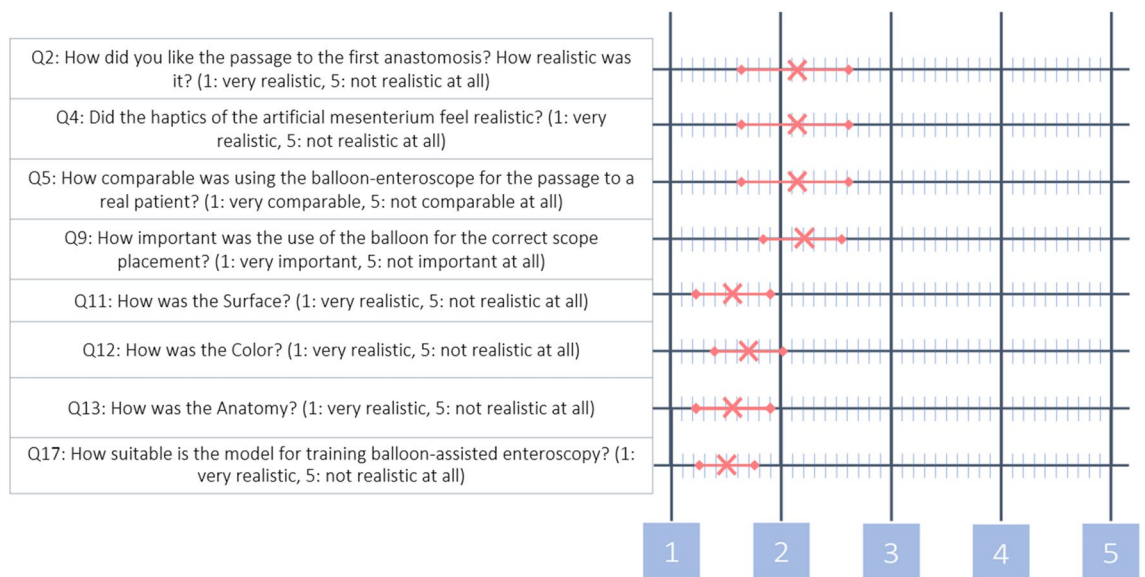 Q2: How did you like the passage to the first anastomosis? How realistic was
it? (1: very realistic, 5: not realistic at all)
Q4: Did the haptics of the artificial mesenterium feel realistic? (1: very
realistic, 5: not realistic at all)
Q5: How comparable was using the balloon-enteroscope for the passage to a
real patient? (1: very comparable, 5: not comparable at all)
Q9: How important was the use of the balloon for the correct scope
placement? (1: very important, 5: not important at all)
Q11: How was the Surface? (1: very realistic, 5: not realistic at all)
Q12: How was the Color? (1: very realistic, 5: not realistic at all)
Q13: How was the Anatomy? (1: very realistic, 5: not realistic at all)
Q17: How suitable is the model for training balloon-assisted enteroscopy? (1:
very realistic, 5: not realistic at all)
1 2 3 4 5